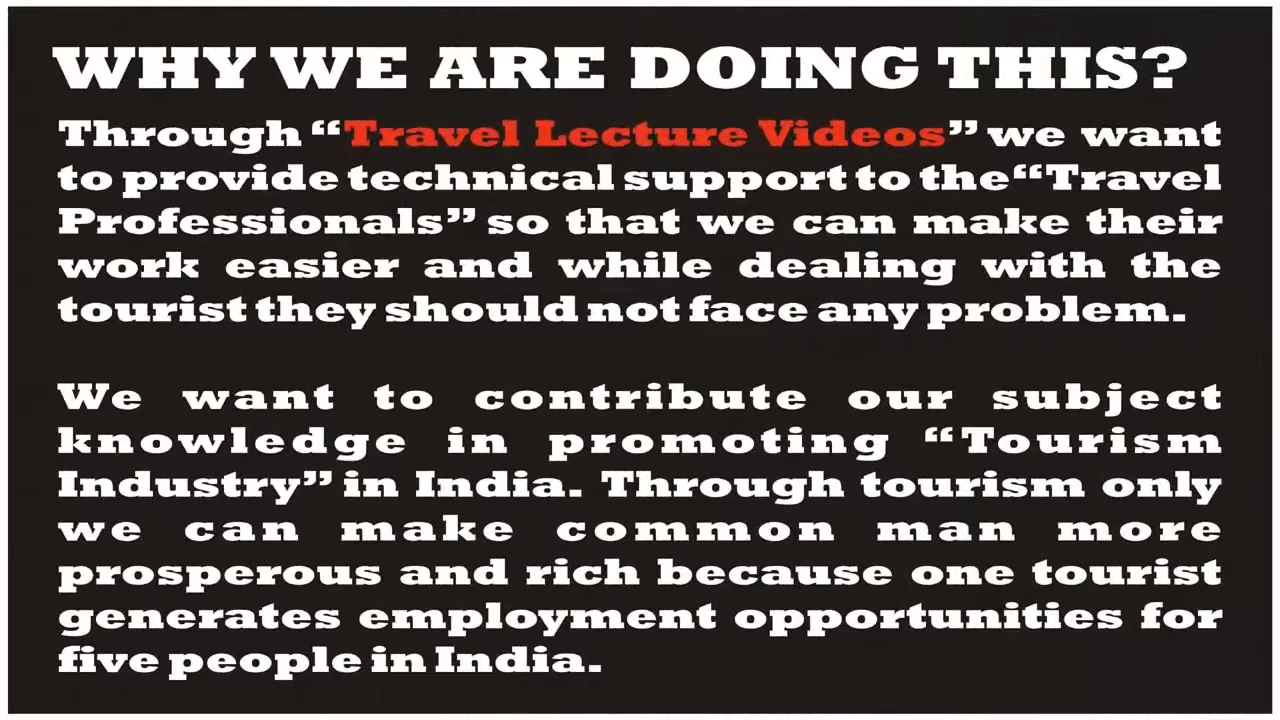 WHY WE ARE DOING THIS?
Through “Travel Lecture Videos” we want
to provide technical support to the“Travel
Professionals” so that we can make their
work easier and while dealing with the
tourist they should not face any problem.
We want to contribute our subject
knowledge in promoting “Tourism
Industry” in India. Through tourism only
we can make common man more
prosperous and rich because one tourist
generates employment opportunities for
five people in India.